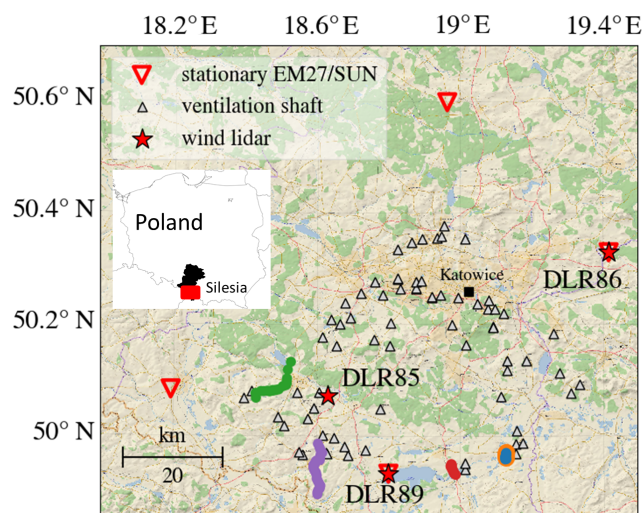 18.2°E 18.6°E 19°E 19.4°E
50.6° N
50.4° N
50.2° N
50° N
stationary EM27/SUN
ventilation shaft
wind lidar
Poland
Silesia
Katowice
DLR86
DLR85
DLR89
km
20